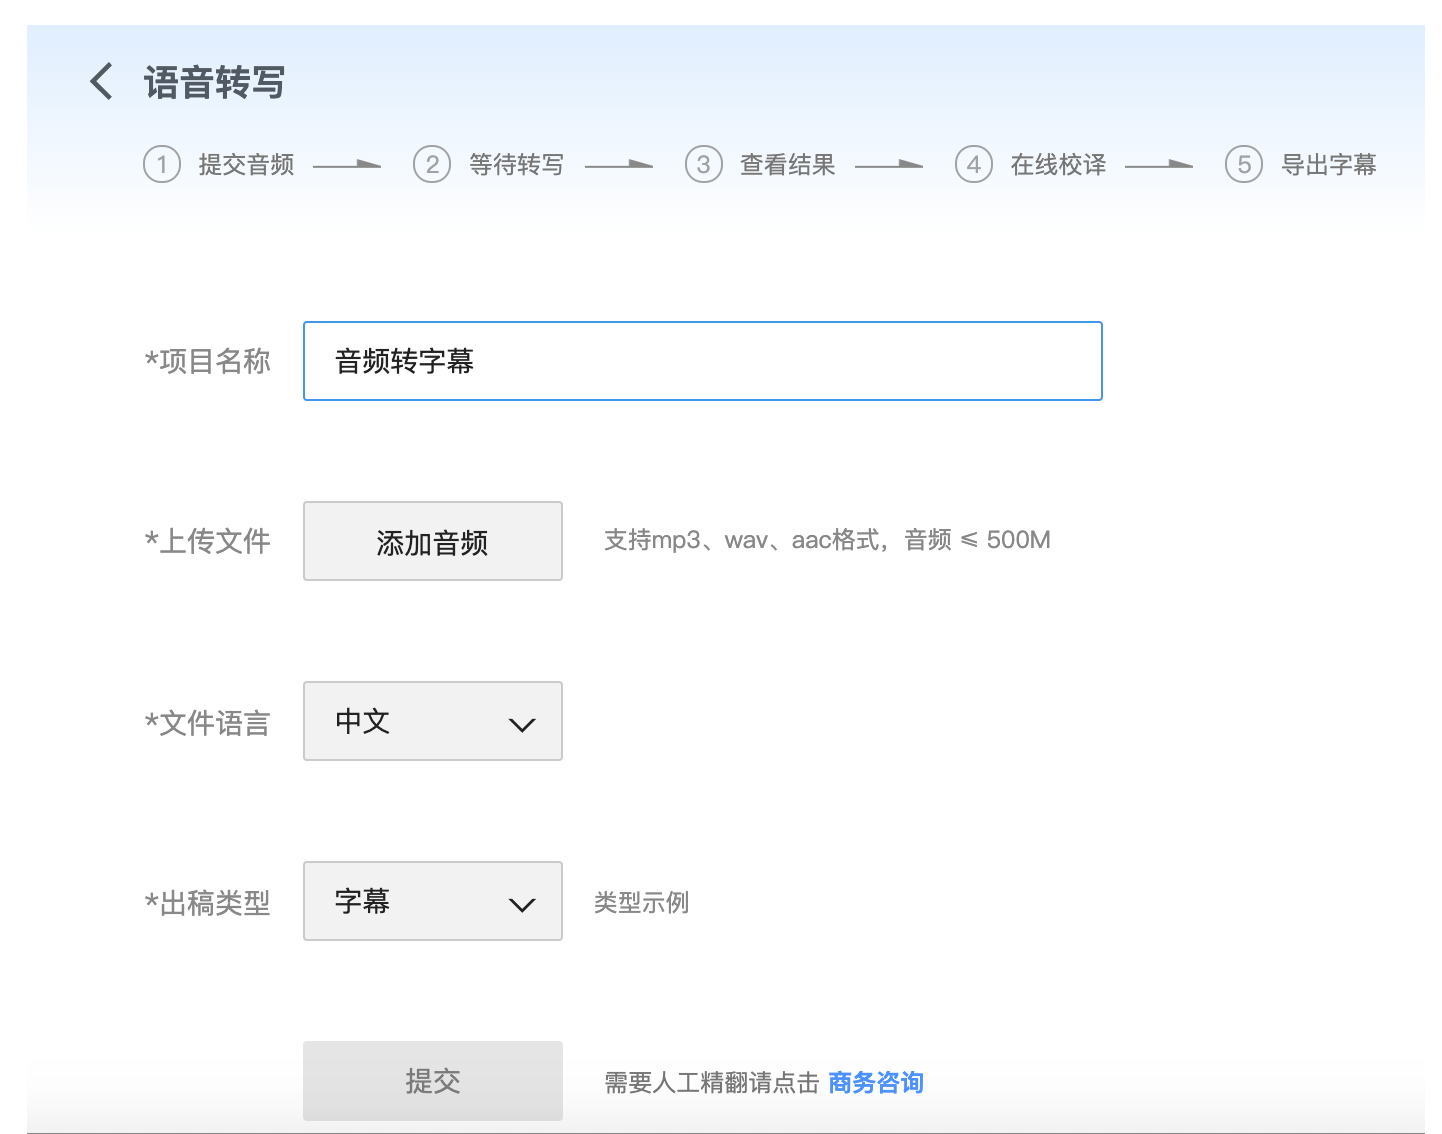 语音转写
1 提交音频 2 等待转写 3 查看结果 4 在线校译 5 导出字幕
*项目名称 音频转字幕
*上传文件 添加音频 支持mp3、wav、aac格式，音频 ⩽ 500M
*文件语言 中文
*出稿类型 字幕 类型示例
提交 需要人工精翻请点击 商务咨询